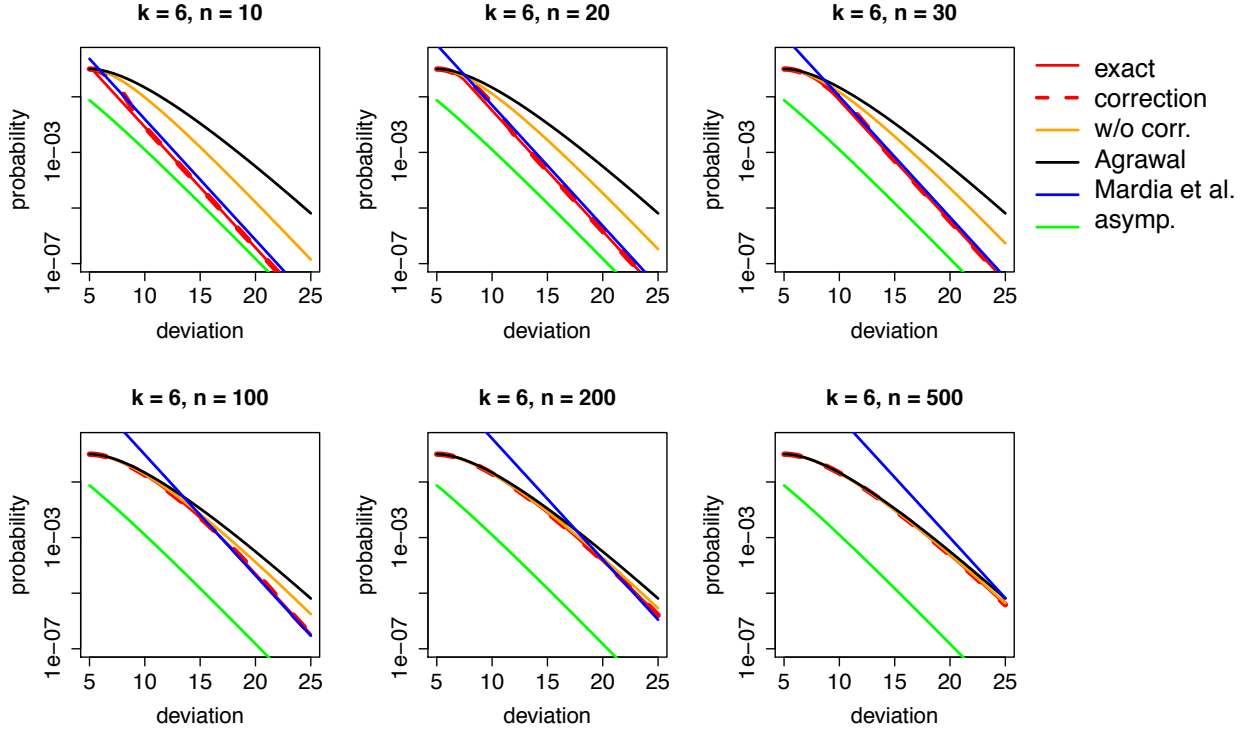 k = 6, n = 10
probability
1e−03
1e−07
5 10 15 20 25
deviation
k = 6, n = 20
probability
1e−03
1e−07
5 10 15 20 25
deviation
k = 6, n = 30
probability
1e−03
1e−07
5 10 15 20 25
deviation
exact
correction
w/o corr.
Agrawal
Mardia et al.
asymp.
k = 6, n = 100
probability
1e−03
1e−07
5 10 15 20 25
deviation
k = 6, n = 200
probability
1e−03
1e−07
5 10 15 20 25
deviation
k = 6, n = 500
probability
1e−03
1e−07
5 10 15 20 25
deviation